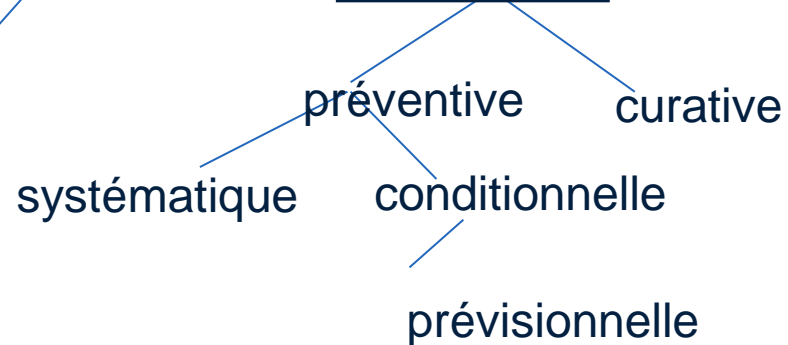 préventive
curative
systématique
conditionnelle
prévisionnelle